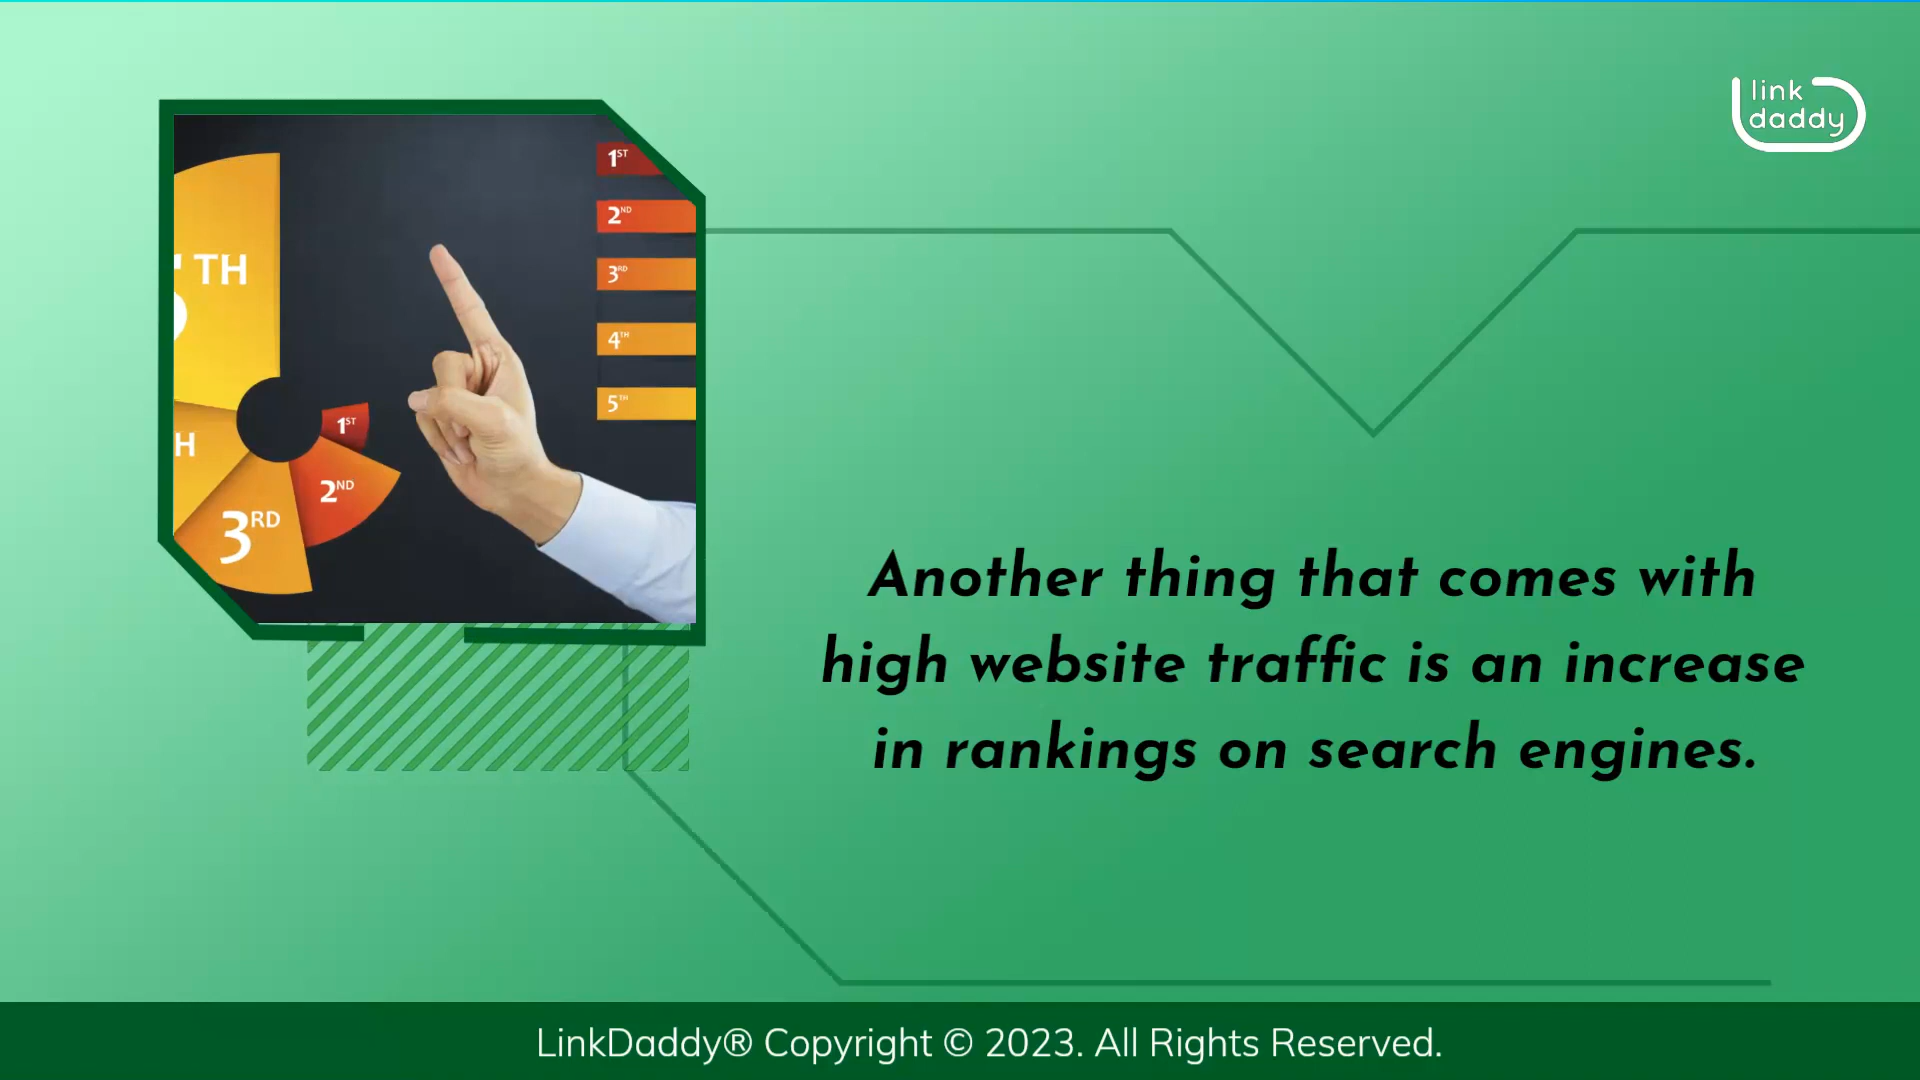 link
daddy
1ST
2ND
3RD
4TH
5TH
TH
H
1ST
2ND
3RD
Another thing that comes with
high website traffic is an increase
in rankings on search engines.
LinkDaddy® Copyright © 2023. All Rights Reserved.